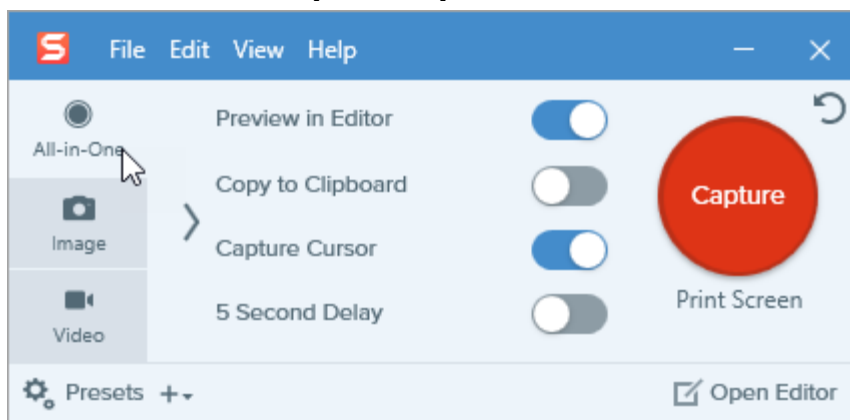 File Edit View Help
All-in-One
Image
Video
Preview in Editor
Copy to Clipboard
Capture Cursor
5 Second Delay
Capture
Print Screen
Presets
Open Editor